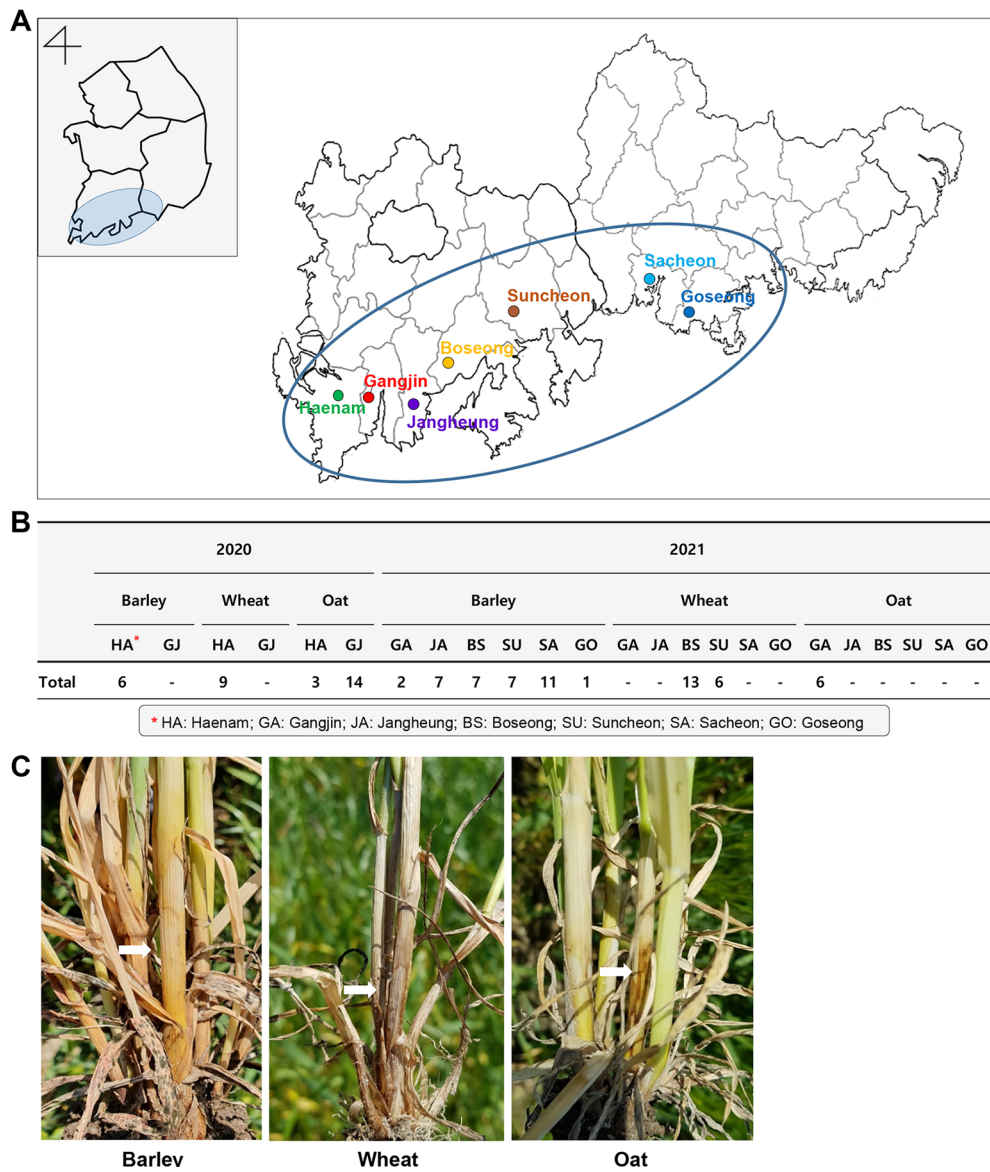 A
Sacheon
Goseong
Suncheon
Boseong
Gangjin
Haenam
Jangheung
B
2020 2021
Barley Wheat Oat Barley Wheat Oat
HA* GJ HA GJ HA GJ GA JA BS SU SA GO GA JA BS SU SA GO GA JA BS SU SA GO
Total 6 - 9 - 3 14 2 7 7 7 11 1 - - 13 6 - - 6 - - - - -
* HA: Haenam; GA: Gangjin; JA: Jangheung; BS: Boseong; SU: Suncheon; SA: Sacheon; GO: Goseong
C
Barley Wheat Oat